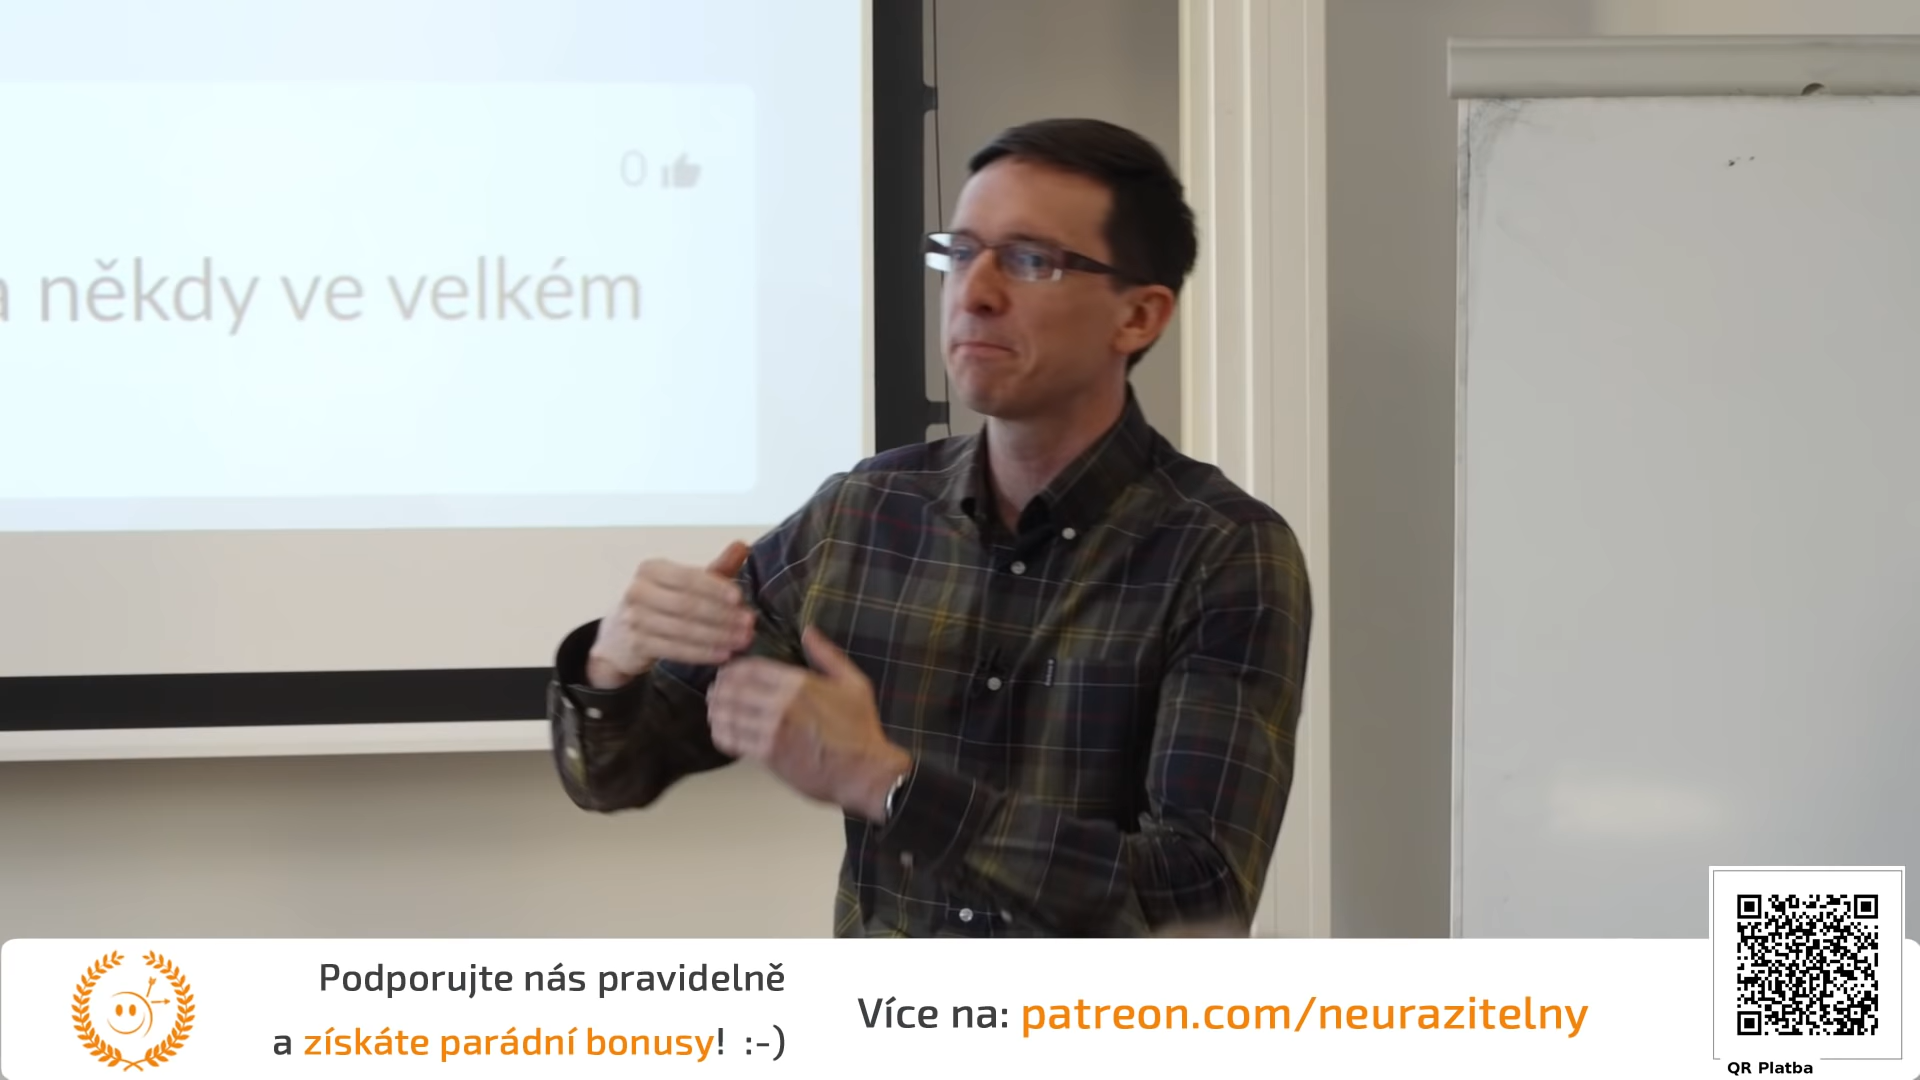 0
někdy ve velkém
Podporujte nás pravidelně
a získáte parádní bonusy! :-)
Více na: patreon.com/neurazitelny
QR Platba